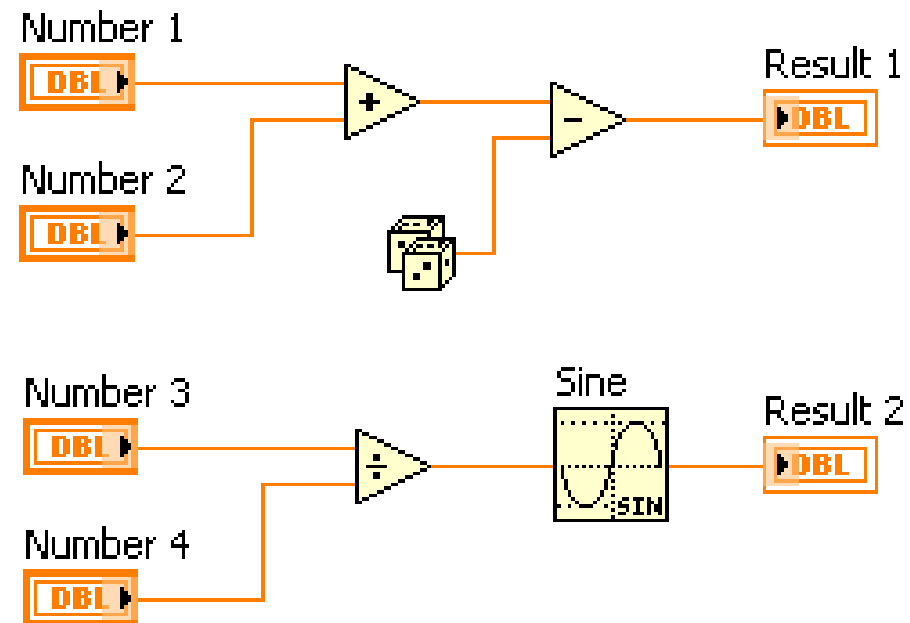 Number 1
DBL
Result 1
DBL
+
−
Number 2
DBL
Number 3
DBL
Sine
SIN
Result 2
DBL
÷
Number 4
DBL